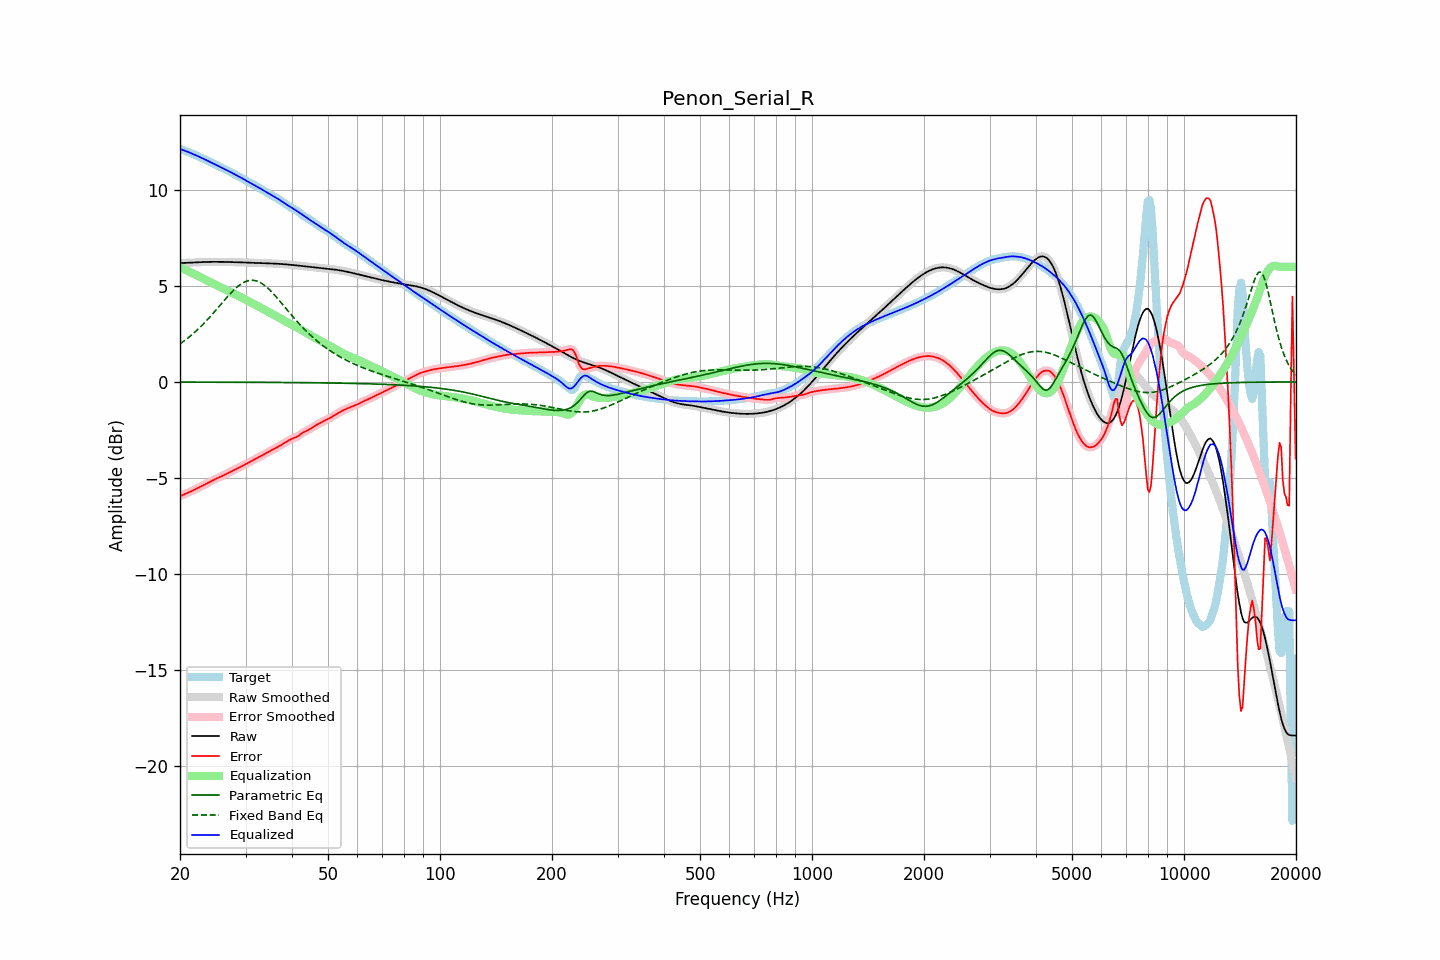 Penon_Serial_R
Amplitude (dBr)
10
5
0
−5
−10
−15
−20
Target
Raw Smoothed
Error Smoothed
Raw
Error
Equalization
Parametric Eq
Fixed Band Eq
Equalized
20 50 100 200 500 1000 2000 5000 10000 20000
Frequency (Hz)